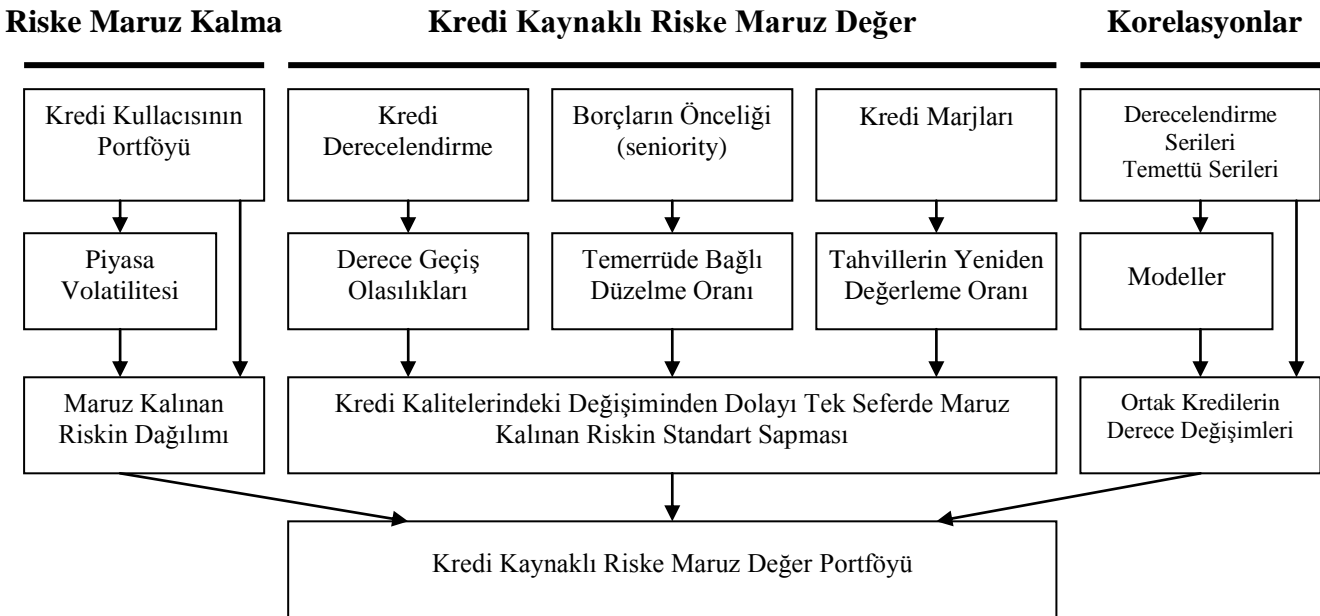 Riske Maruz Kalma
Kredi Kaynaklı Riske Maruz Değer
Korelasyonlar
Kredi Kullacısının
Portföyü
Kredi
Derecelendirme
Borçların Önceliği
(seniority)
Kredi Marjları
Derecelendirme
Serileri
Temettü Serileri
Piyasa
Volatilitesi
Derece Geçiş
Olasılıkları
Temerrüde Bağlı
Düzelme Oranı
Tahvillerin Yeniden
Değerleme Oranı
Modeller
Maruz Kalınan
Riskin Dağılımı
Kredi Kalitelerindeki Değişiminden Dolayı Tek Seferde Maruz
Kalınan Riskin Standart Sapması
Ortak Kredilerin
Derece Değişimleri
Kredi Kaynaklı Riske Maruz Değer Portföyü